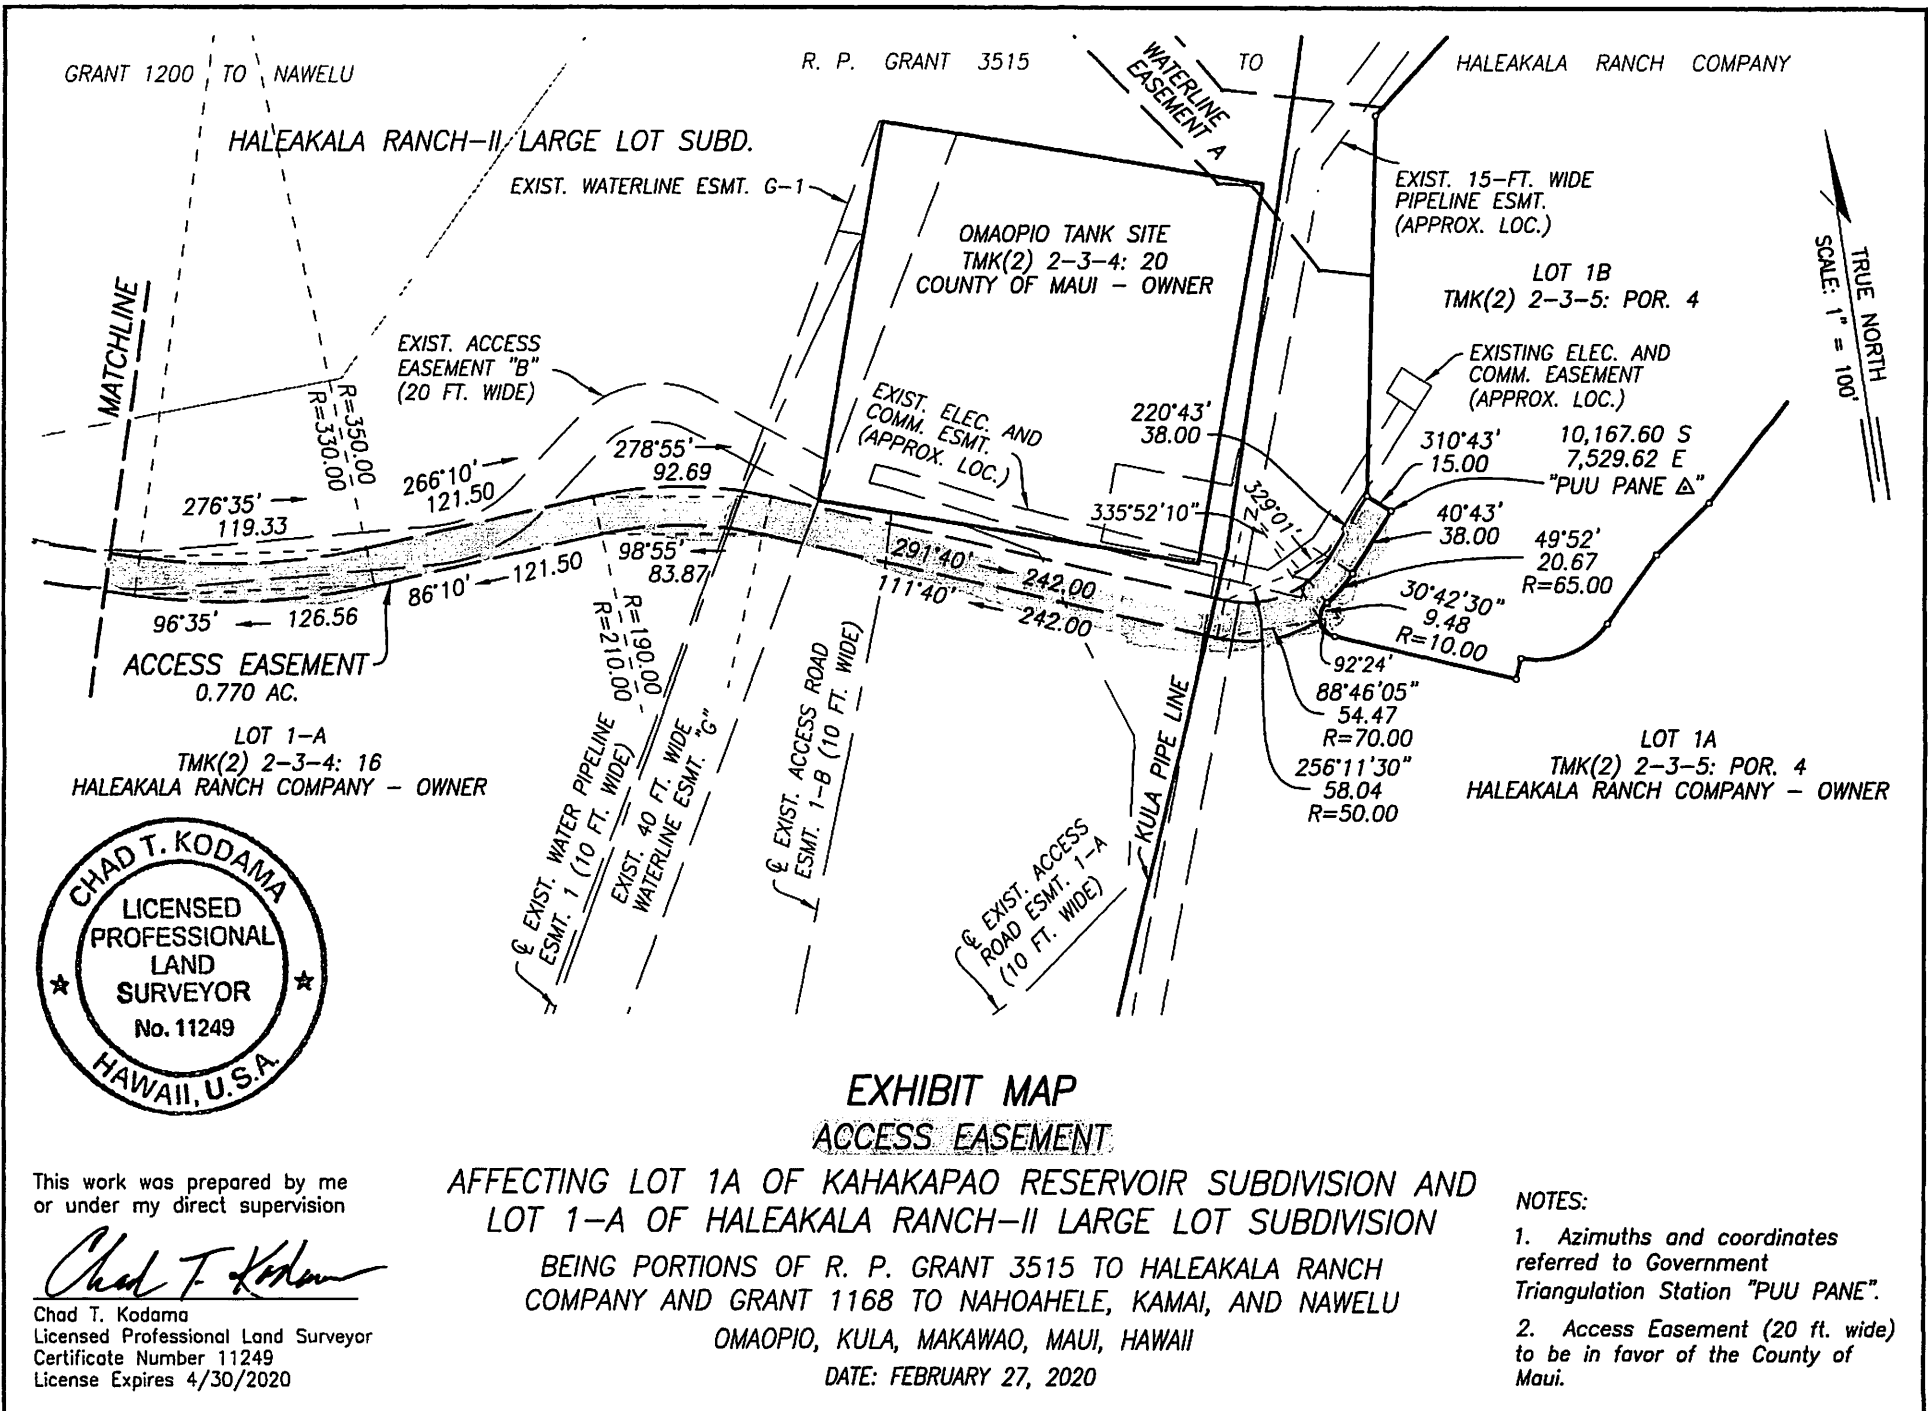 GRANT 1200 TO NAWELU
R. P. GRANT 3515 TO HALEAKALA RANCH COMPANY
HALEAKALA RANCH-II LARGE LOT SUBD.
EXIST. WATERLINE ESMT. G-1
WATERLINE
EASEMENT A
EXIST. 15-FT. WIDE
PIPELINE ESMT.
(APPROX. LOC.)
OMAOPIO TANK SITE
TMK(2) 2-3-4: 20
COUNTY OF MAUI - OWNER
LOT 1B
TMK(2) 2-3-5: POR. 4
TRUE NORTH
SCALE: 1" = 100'
MATCHLINE
EXIST. ACCESS
EASEMENT "B"
(20 FT. WIDE)
EXISTING ELEC. AND
COMM. EASEMENT
(APPROX. LOC.)
EXIST. ELEC. AND
COMM. ESMT.
(APPROX. LOC.)
R=350.00
R=330.00
220°43'
38.00
310°43'
15.00
10,167.60 S
7,529.62 E
"PUU PANE △"
276°35'
119.33
266°10'
121.50
278°55'
92.69
335°52'10"
329°01'
40°43'
38.00
49°52'
20.67
R=65.00
30°42'30"
9.48
R=10.00
291°40' 242.00
111°40' 242.00
98°55'
83.87
86°10' 121.50
96°35' 126.56
92°24'
88°46'05"
54.47
R=70.00
256°11'30"
58.04
R=50.00
R=190.00
R=210.00
ACCESS EASEMENT
0.770 AC.
LOT 1-A
TMK(2) 2-3-4: 16
HALEAKALA RANCH COMPANY - OWNER
LOT 1A
TMK(2) 2-3-5: POR. 4
HALEAKALA RANCH COMPANY - OWNER
℄ EXIST. WATER PIPELINE
ESMT. 1 (10 FT. WIDE)
EXIST. 40 FT. WIDE
WATERLINE ESMT. "G"
℄ EXIST. ACCESS ROAD
ESMT. 1-B (10 FT. WIDE)
℄ EXIST. ACCESS
ROAD ESMT. 1-A
(10 FT. WIDE)
KULA PIPE LINE
CHAD T. KODAMA
LICENSED
PROFESSIONAL
LAND
SURVEYOR
No. 11249
HAWAII, U.S.A.
EXHIBIT MAP
ACCESS EASEMENT
AFFECTING LOT 1A OF KAHAKAPAO RESERVOIR SUBDIVISION AND
LOT 1-A OF HALEAKALA RANCH-II LARGE LOT SUBDIVISION
BEING PORTIONS OF R. P. GRANT 3515 TO HALEAKALA RANCH
COMPANY AND GRANT 1168 TO NAHOAHELE, KAMAI, AND NAWELU
OMAOPIO, KULA, MAKAWAO, MAUI, HAWAII
DATE: FEBRUARY 27, 2020
This work was prepared by me
or under my direct supervision
Chad T. Kodama
Chad T. Kodama
Licensed Professional Land Surveyor
Certificate Number 11249
License Expires 4/30/2020
NOTES:
1. Azimuths and coordinates
referred to Government
Triangulation Station "PUU PANE".
2. Access Easement (20 ft. wide)
to be in favor of the County of
Maui.